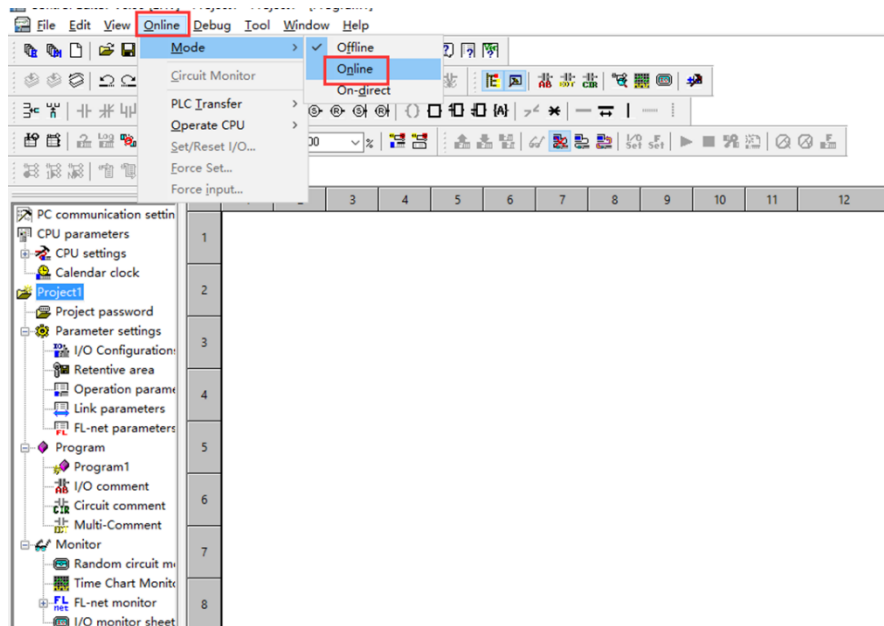 File Edit View Online Debug Tool Window Help
Mode
Offline
Online
On-direct
Circuit Monitor
PLC Transfer
Operate CPU
Set/Reset I/O...
Force Set...
Force input...
%
3 4 5 6 7 8 9 10 11 12
PC communication settin
CPU parameters
CPU settings
Calendar clock
Project1
Project password
Parameter settings
I/O Configurations
Retentive area
Operation parame
Link parameters
FL-net parameters
Program
Program1
I/O comment
Circuit comment
Multi-Comment
Monitor
Random circuit m
Time Chart Monito
FL-net monitor
I/O monitor sheet
1
2
3
4
5
6
7
8